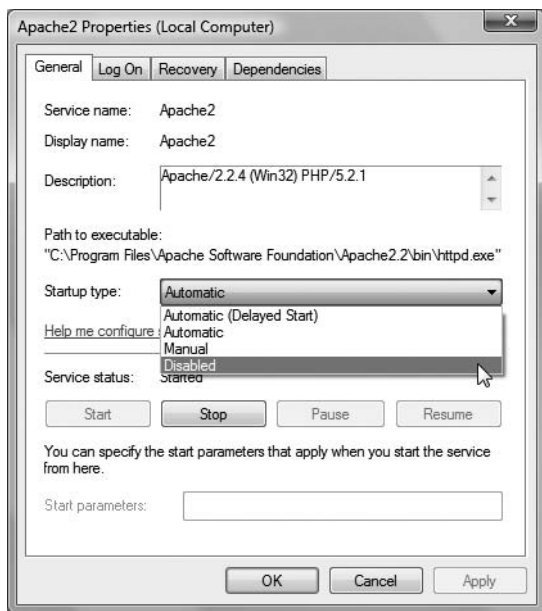 Apache2 Properties (Local Computer)
General Log On Recovery Dependencies
Service name: Apache2
Display name: Apache2
Description: Apache/2.2.4 (Win32) PHP/5.2.1
Path to executable:
"C:\Program Files\Apache Software Foundation\Apache2.2\bin\httpd.exe"
Startup type: Automatic
Automatic (Delayed Start)
Help me configure
Automatic
Manual
Disabled
Service status: Started
Start Stop Pause Resume
You can specify the start parameters that apply when you start the service
from here.
Start parameters:
OK Cancel Apply